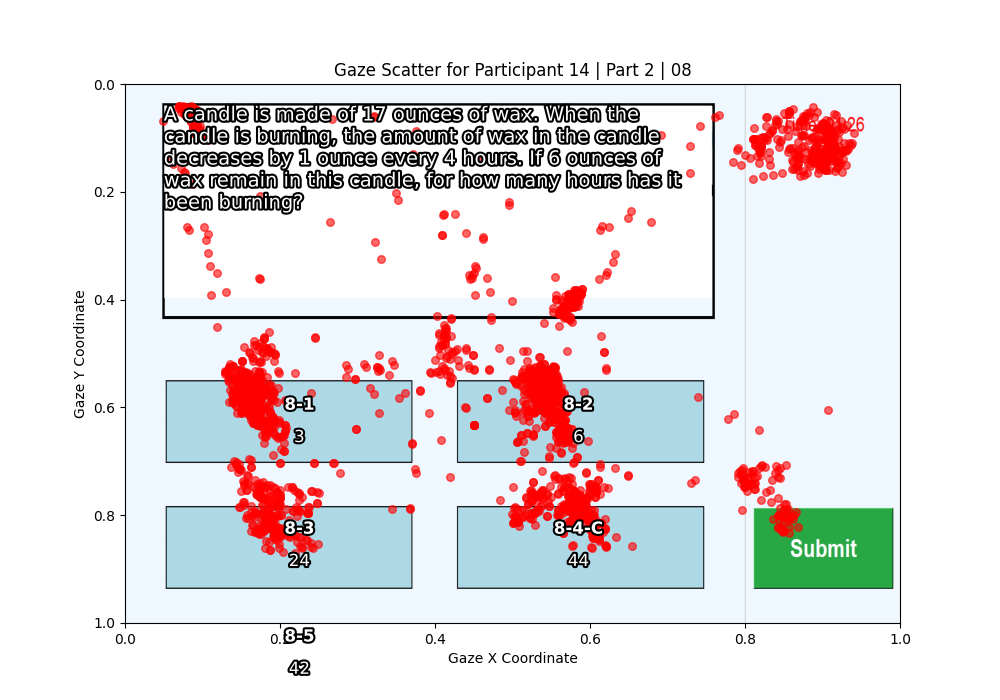 Gaze Scatter for Participant 14 | Part 2 | 08
A candle is made of 17 ounces of wax. When the
candle is burning, the amount of wax in the candle
decreases by 1 ounce every 4 hours. If 6 ounces of
wax remain in this candle, for how many hours has it
been burning?
26
0.0
0.2
0.4
0.6
0.8
1.0
Gaze Y Coordinate
8-1
3
8-2
6
8-3
24
8-4-C
44
Submit
8-5
42
0.0
0.4
0.6
0.8
1.0
Gaze X Coordinate